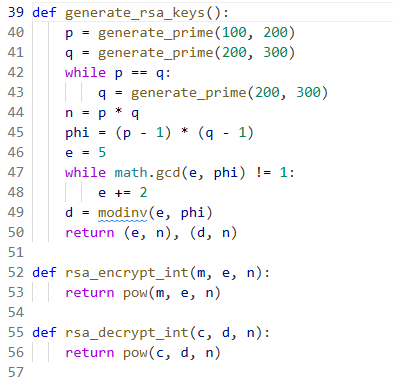 39 def generate_rsa_keys():
40     p = generate_prime(100, 200)
41     q = generate_prime(200, 300)
42     while p == q:
43         q = generate_prime(200, 300)
44     n = p * q
45     phi = (p - 1) * (q - 1)
46     e = 5
47     while math.gcd(e, phi) != 1:
48         e += 2
49     d = modinv(e, phi)
50     return (e, n), (d, n)
51
52 def rsa_encrypt_int(m, e, n):
53     return pow(m, e, n)
54
55 def rsa_decrypt_int(c, d, n):
56     return pow(c, d, n)
57